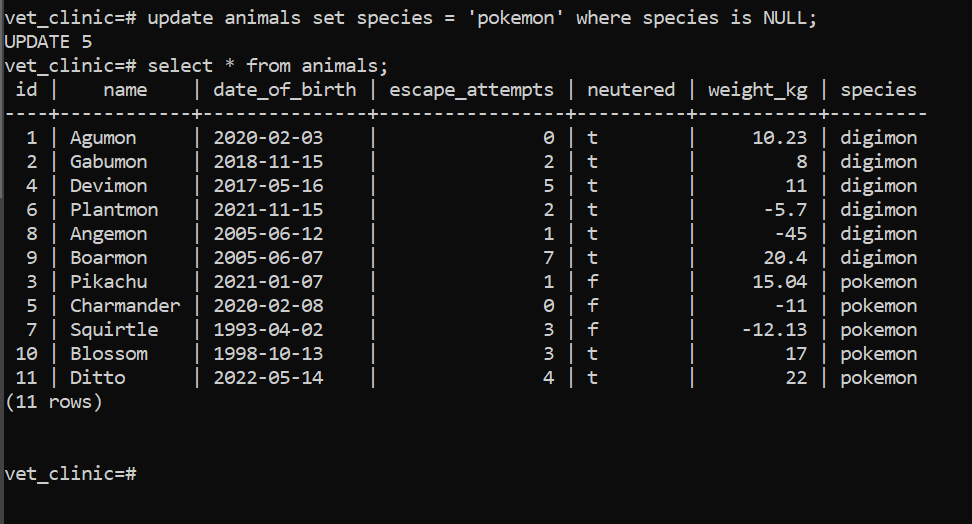 vet_clinic=# update animals set species = 'pokemon' where species is NULL;
UPDATE 5
vet_clinic=# select * from animals;
 id |    name    | date_of_birth | escape_attempts | neutered | weight_kg | species
----+------------+---------------+-----------------+----------+-----------+---------
  1 | Agumon     | 2020-02-03    |               0 | t        |     10.23 | digimon
  2 | Gabumon    | 2018-11-15    |               2 | t        |         8 | digimon
  4 | Devimon    | 2017-05-16    |               5 | t        |        11 | digimon
  6 | Plantmon   | 2021-11-15    |               2 | t        |      -5.7 | digimon
  8 | Angemon    | 2005-06-12    |               1 | t        |       -45 | digimon
  9 | Boarmon    | 2005-06-07    |               7 | t        |      20.4 | digimon
  3 | Pikachu    | 2021-01-07    |               1 | f        |     15.04 | pokemon
  5 | Charmander | 2020-02-08    |               0 | f        |       -11 | pokemon
  7 | Squirtle   | 1993-04-02    |               3 | f        |    -12.13 | pokemon
 10 | Blossom    | 1998-10-13    |               3 | t        |        17 | pokemon
 11 | Ditto      | 2022-05-14    |               4 | t        |        22 | pokemon
(11 rows)
vet_clinic=#